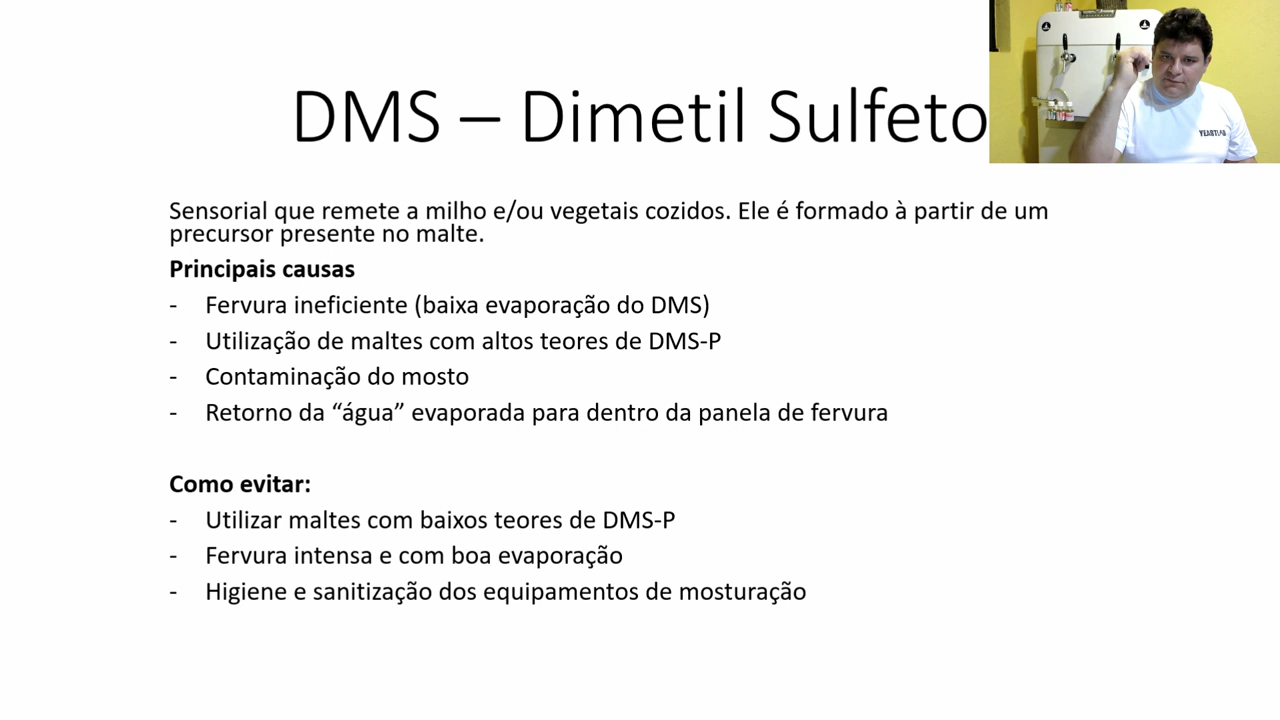 DMS – Dimetil Sulfeto
Sensorial que remete a milho e/ou vegetais cozidos. Ele é formado à partir de um
precursor presente no malte.
Principais causas
- Fervura ineficiente (baixa evaporação do DMS)
- Utilização de maltes com altos teores de DMS-P
- Contaminação do mosto
- Retorno da “água” evaporada para dentro da panela de fervura
Como evitar:
- Utilizar maltes com baixos teores de DMS-P
- Fervura intensa e com boa evaporação
- Higiene e sanitização dos equipamentos de mosturação